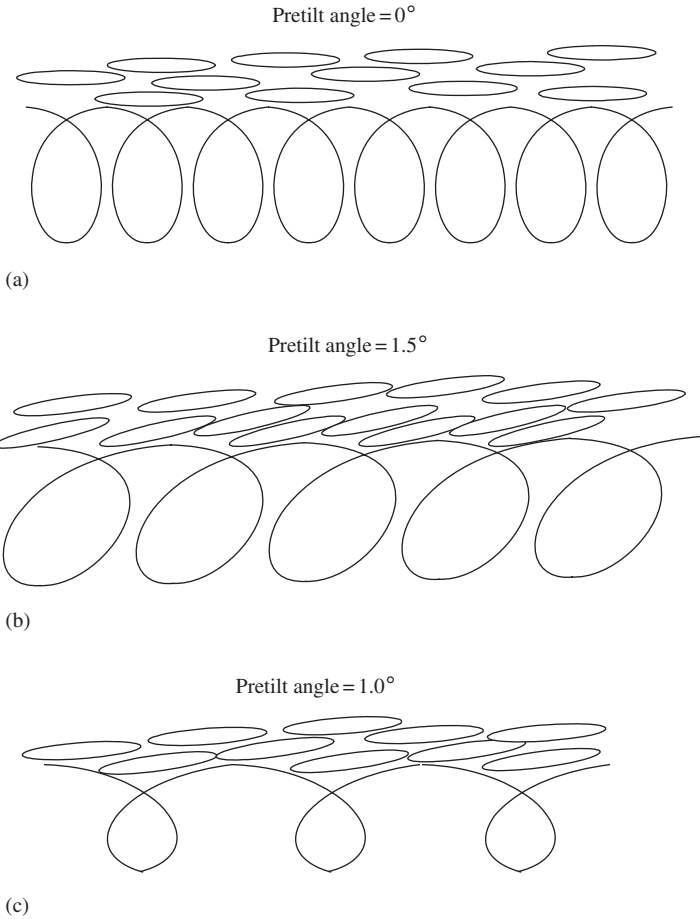 Pretilt angle = 0°
(a)
Pretilt angle = 1.5°
(b)
Pretilt angle = 1.0°
(c)